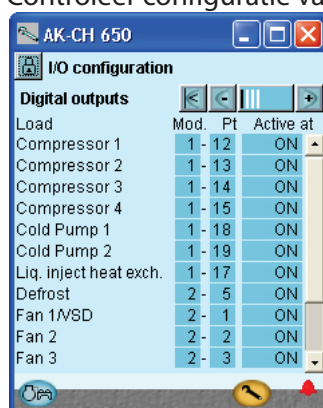 AK-CH 650
I/O configuration
Digital outputs
Load Mod. Pt Active at
Compressor 1 1 - 12 ON
Compressor 2 1 - 13 ON
Compressor 3 1 - 14 ON
Compressor 4 1 - 15 ON
Cold Pump 1 1 - 18 ON
Cold Pump 2 1 - 19 ON
Liq. inject heat exch. 1 - 17 ON
Defrost 2 - 5 ON
Fan 1/VSD 2 - 1 ON
Fan 2 2 - 2 ON
Fan 3 2 - 3 ON